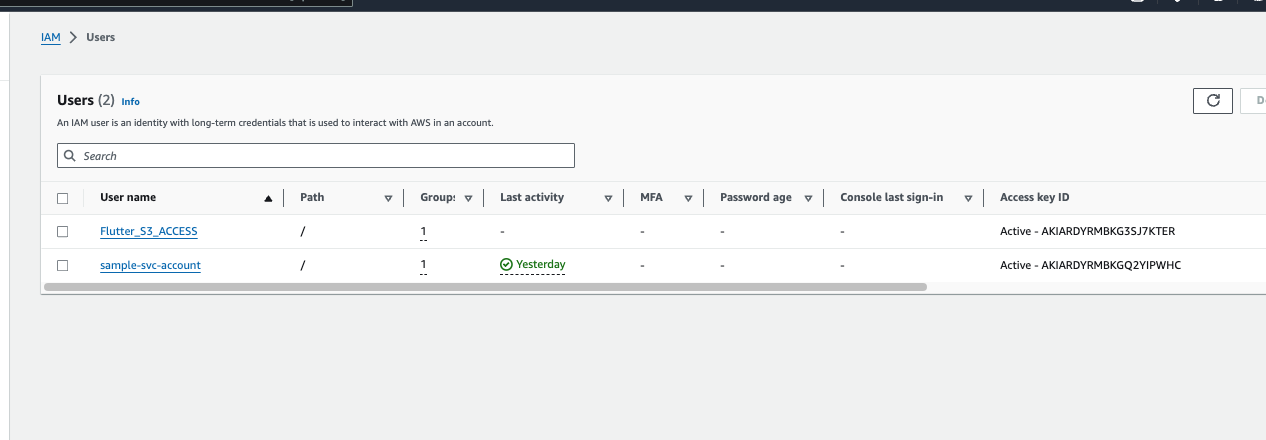 IAM > Users
Users (2) Info
An IAM user is an identity with long-term credentials that is used to interact with AWS in an account.
Search
User name Path Groups Last activity MFA Password age Console last sign-in Access key ID
Flutter_S3_ACCESS / 1 - - - - Active - AKIARDYRMBKG3SJ7KTER
sample-svc-account / 1 Yesterday - - - Active - AKIARDYRMBKGQ2YIPWHC